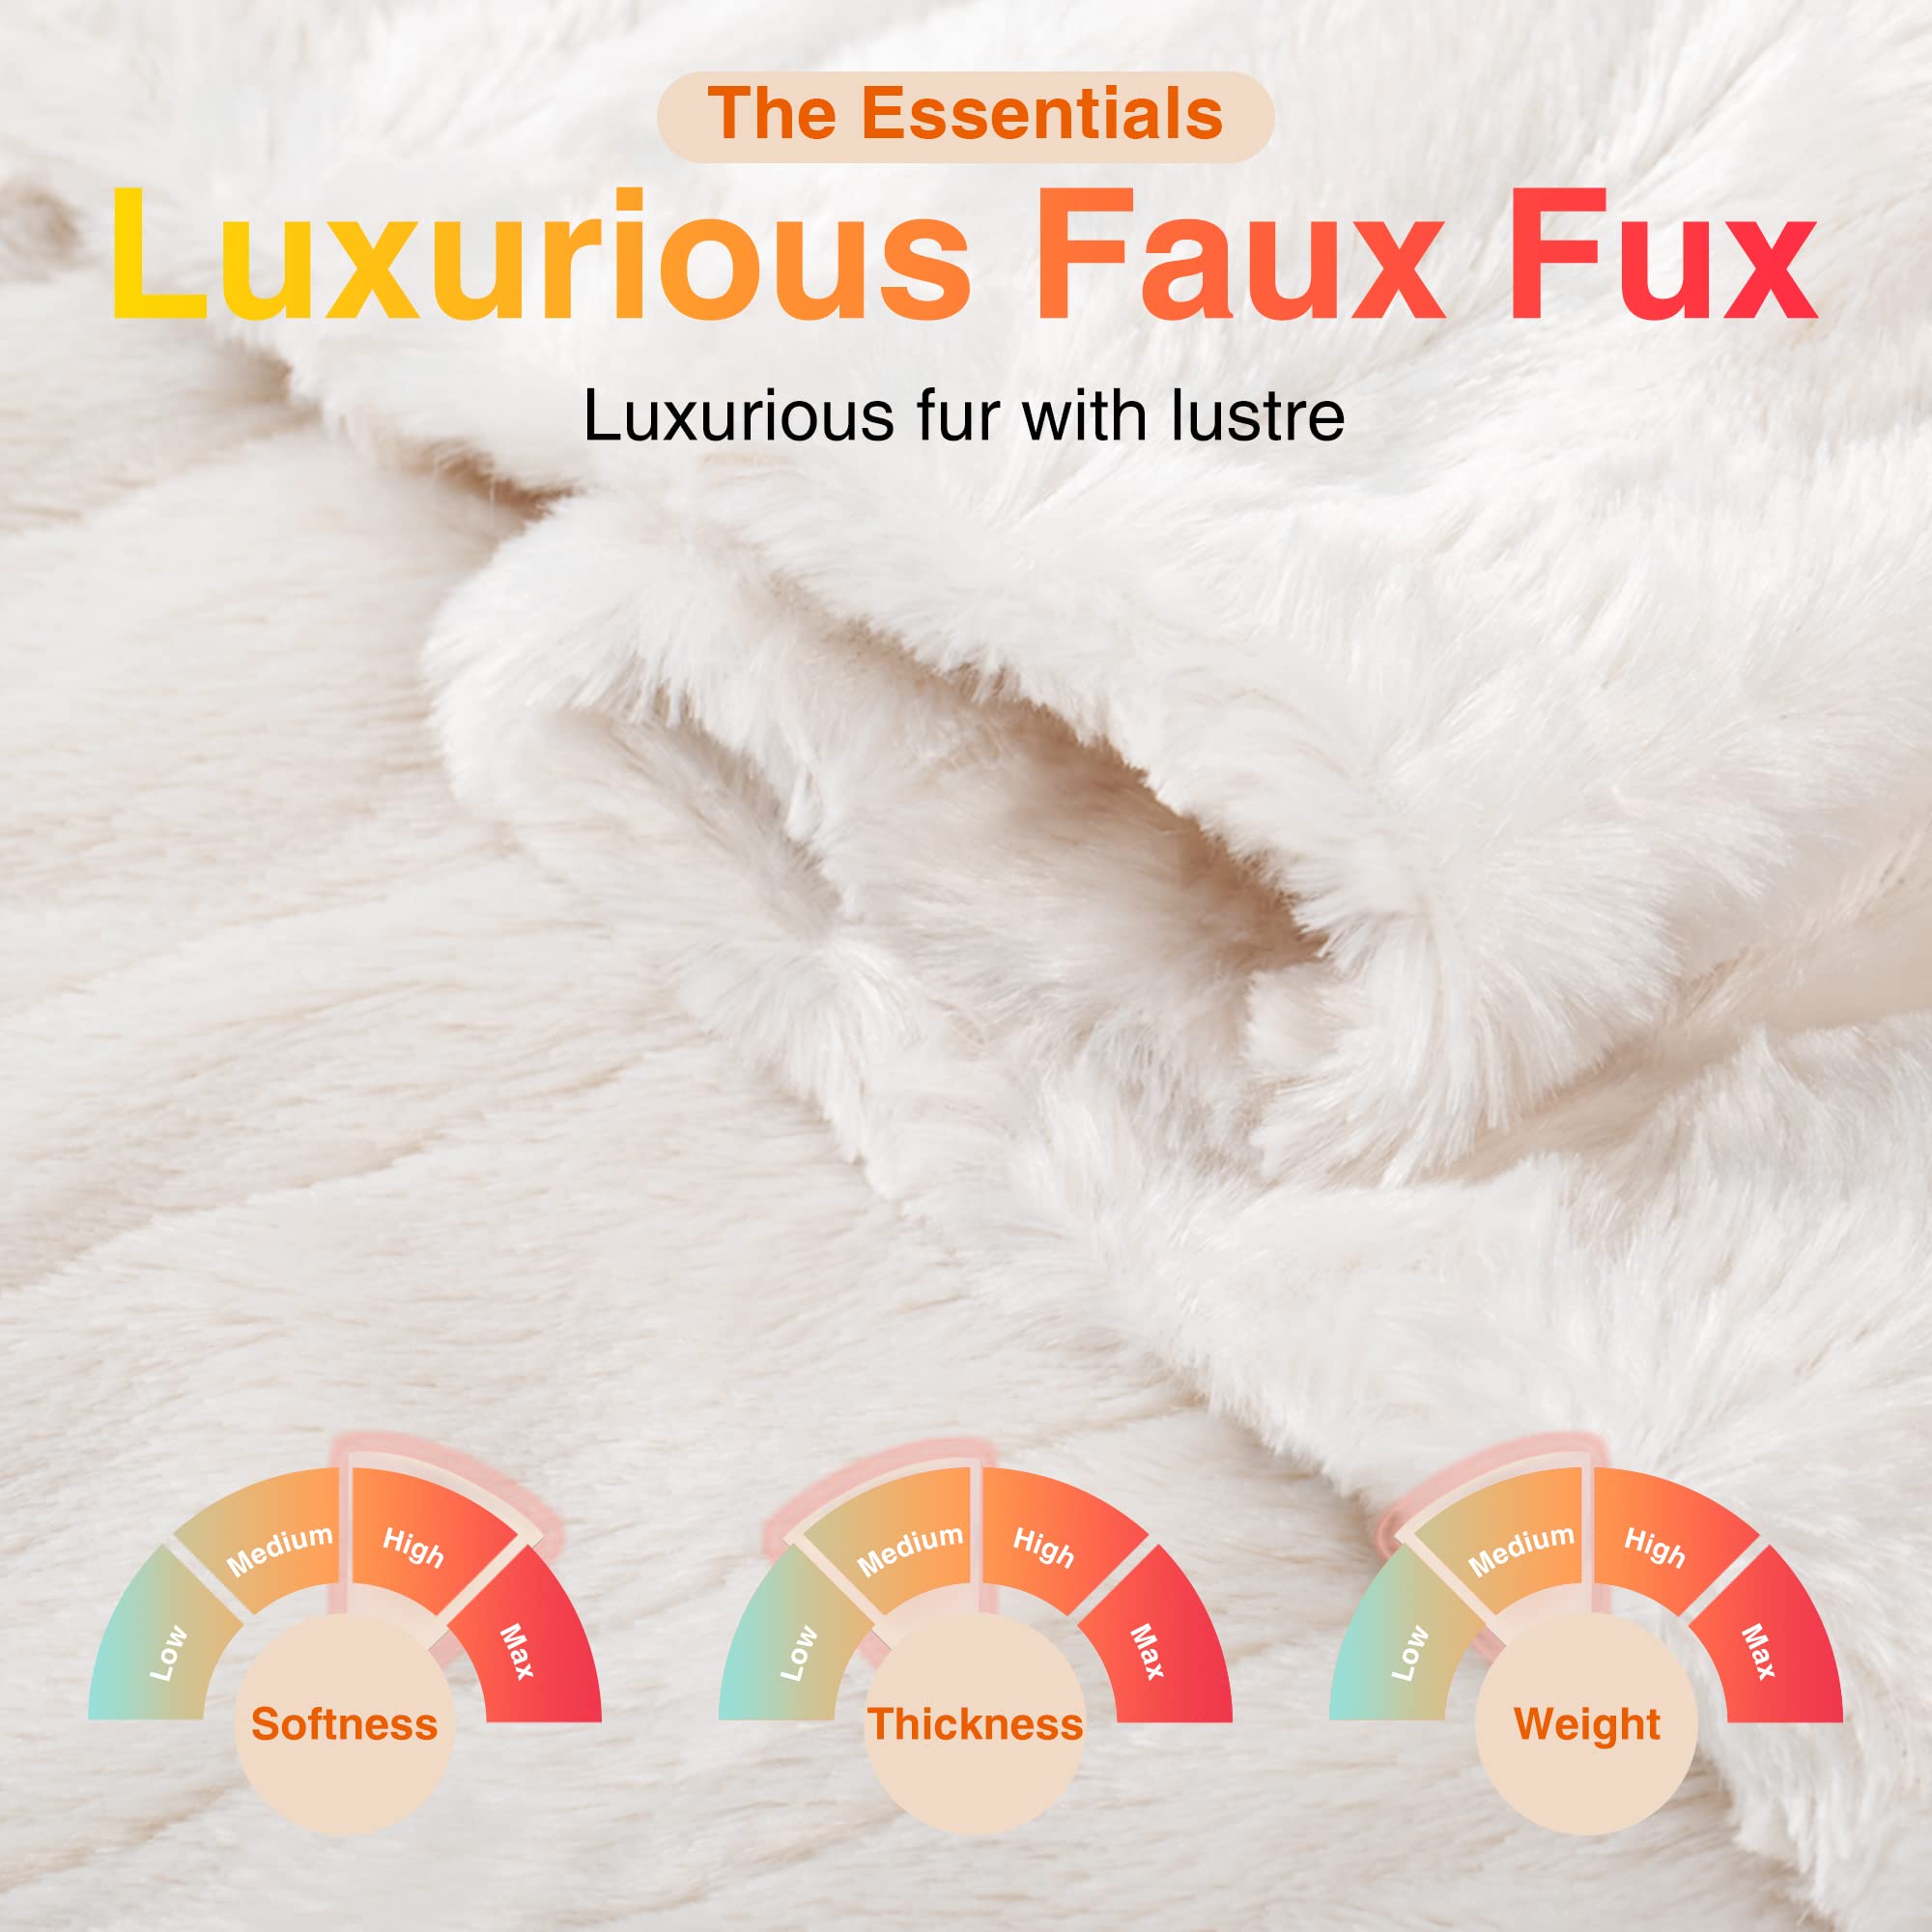 The Essentials
Luxurious Faux Fux
Luxurious fur with lustre
Low
Medium
High
Max
Softness
Low
Medium
High
Max
Thickness
Low
Medium
High
Max
Weight